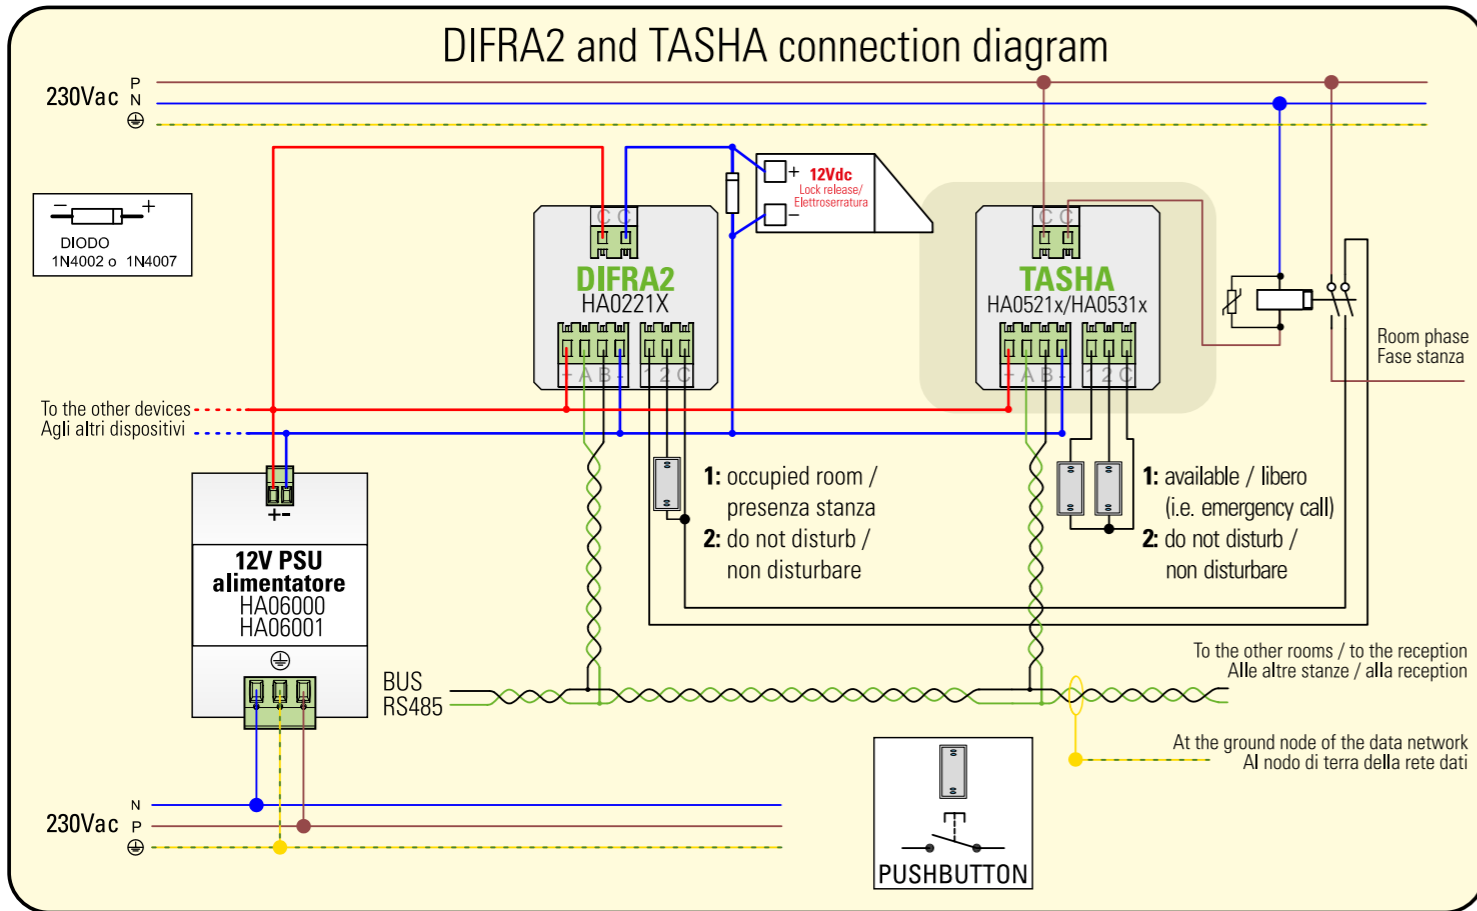 DIFRA2 and TASHA connection diagram
230Vac
P
N
DIODO
1N4002 o 1N4007
- +
+ 12Vdc
Lock release/
Elettroserratura
-
C C
DIFRA2
HA0221X
+ A B - 1 2 C
C C
TASHA
HA0521x/HA0531x
+ A B - 1 2 C
Room phase
Fase stanza
To the other devices
Agli altri dispositivi
+-
12V PSU
alimentatore
HA06000
HA06001
1: occupied room /
presenza stanza
2: do not disturb /
non disturbare
1: available / libero
(i.e. emergency call)
2: do not disturb /
non disturbare
To the other rooms / to the reception
Alle altre stanze / alla reception
BUS
RS485
At the ground node of the data network
Al nodo di terra della rete dati
230Vac
N
P
PUSHBUTTON